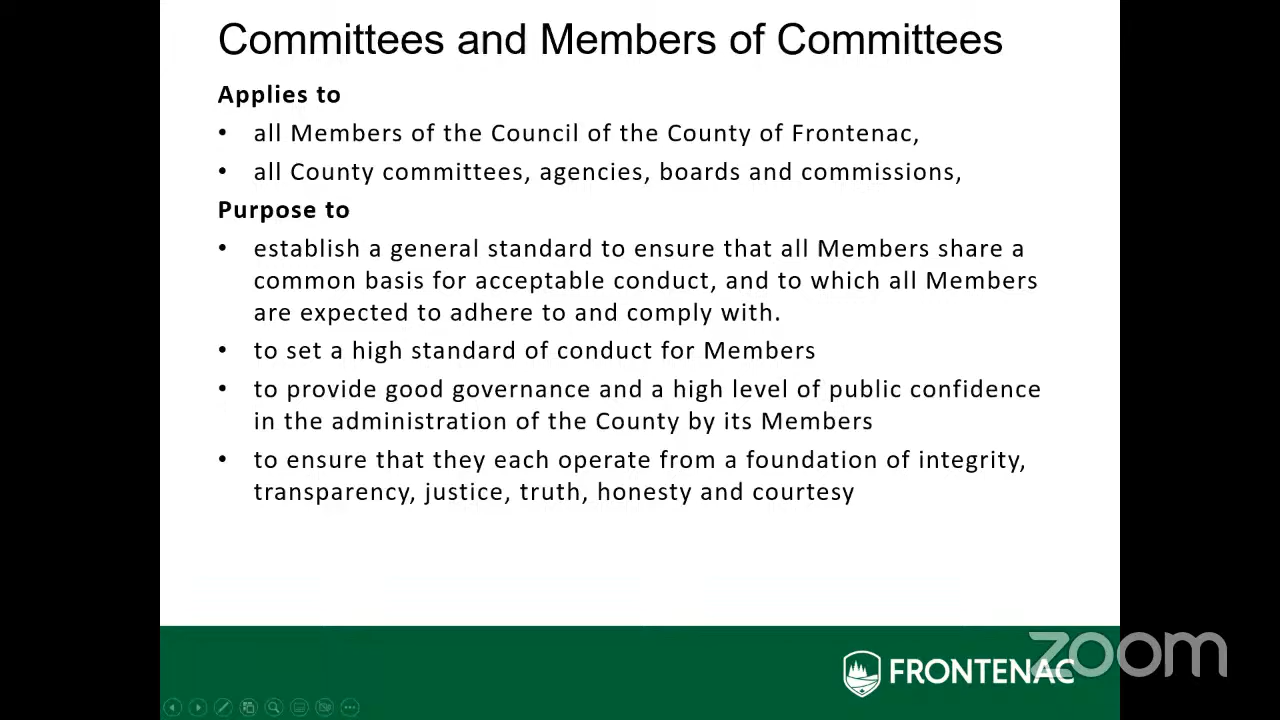 Committees and Members of Committees
Applies to
• all Members of the Council of the County of Frontenac,
• all County committees, agencies, boards and commissions,
Purpose to
• establish a general standard to ensure that all Members share a
common basis for acceptable conduct, and to which all Members
are expected to adhere to and comply with.
• to set a high standard of conduct for Members
• to provide good governance and a high level of public confidence
in the administration of the County by its Members
• to ensure that they each operate from a foundation of integrity,
transparency, justice, truth, honesty and courtesy
FRONTENAC
zoom